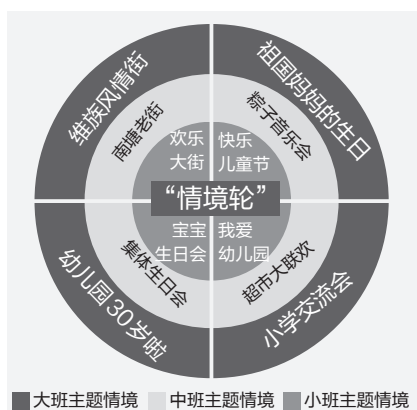 维族风情街
祖国妈妈的生日
南塘老街
粽子音乐会
欢乐
大街
快乐
儿童节
“情境轮”
宝宝
生日会
我爱
幼儿园
集体生日会
超市大联欢
幼儿园30岁啦
小学交流会
大班主题情境 中班主题情境 小班主题情境